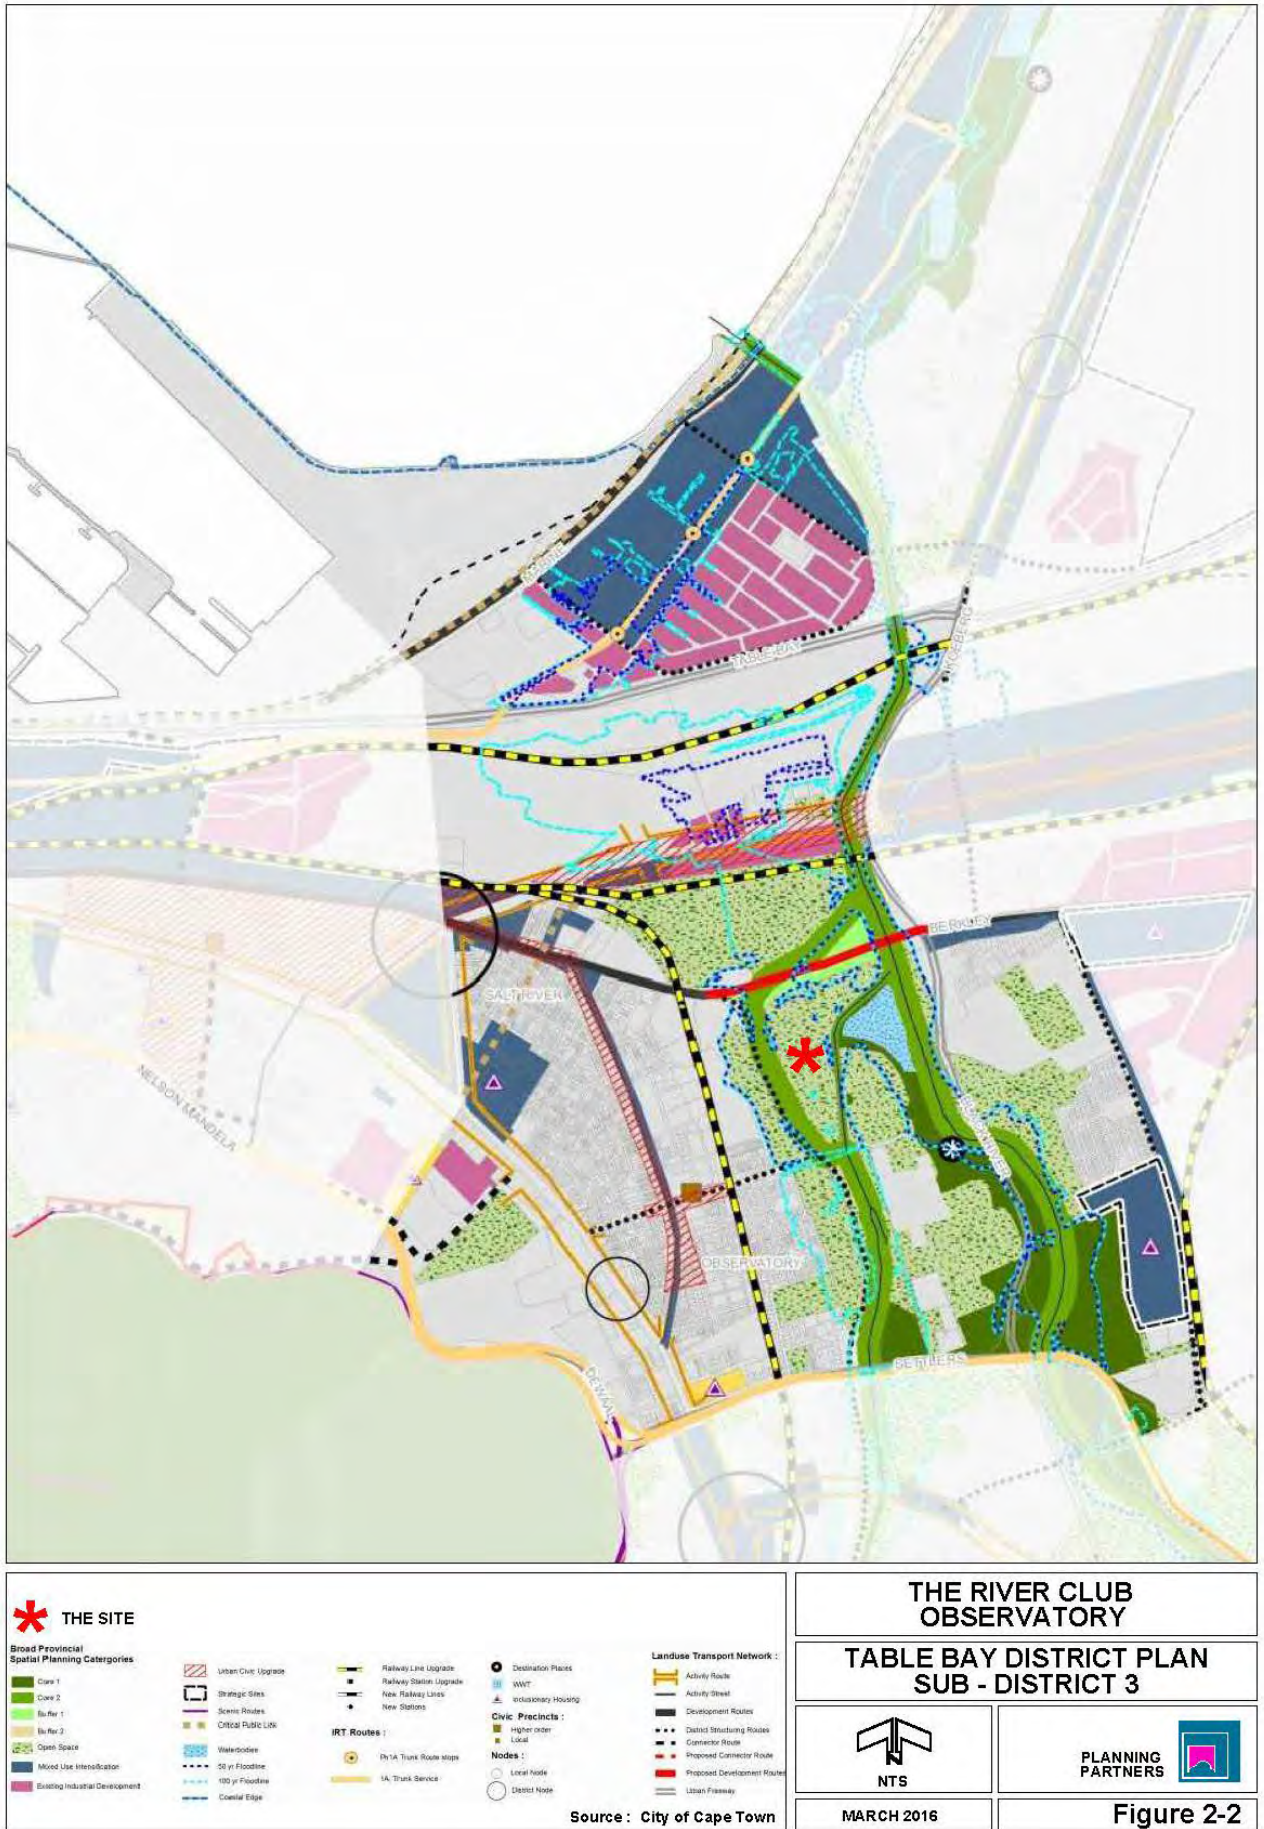 TABLE BAY
KOEBERG
BERKLEY
SALT RIVER
NELSON MANDELA
BLACK RIVER
OBSERVATORY
SETTLERS
DE WAAL
THE SITE
Broad Provincial
Spatial Planning Catergories
Core 1
Core 2
Buffer 1
Buffer 2
Open Space
Mixed Use Intensification
Existing Industrial Development
Urban Civic Upgrade
Strategic Sites
Scenic Routes
Critical Public Link
Waterbodies
50 yr Floodline
100 yr Floodline
Coastal Edge
Railway Line Upgrade
Railway Station Upgrade
New Railway Lines
New Stations
IRT Routes :
Ph1A Trunk Route stops
1A Trunk Service
Destination Places
WWT
Inclusionary Housing
Civic Precincts :
Higher order
Local
Nodes :
Local Node
District Node
Landuse Transport Network :
Activity Route
Activity Street
Development Routes
District Structuring Routes
Connector Route
Proposed Connector Route
Proposed Development Routes
Urban Freeway
Source : City of Cape Town
THE RIVER CLUB
OBSERVATORY
TABLE BAY DISTRICT PLAN
SUB - DISTRICT 3
N
NTS
PLANNING
PARTNERS
MARCH 2016
Figure 2-2